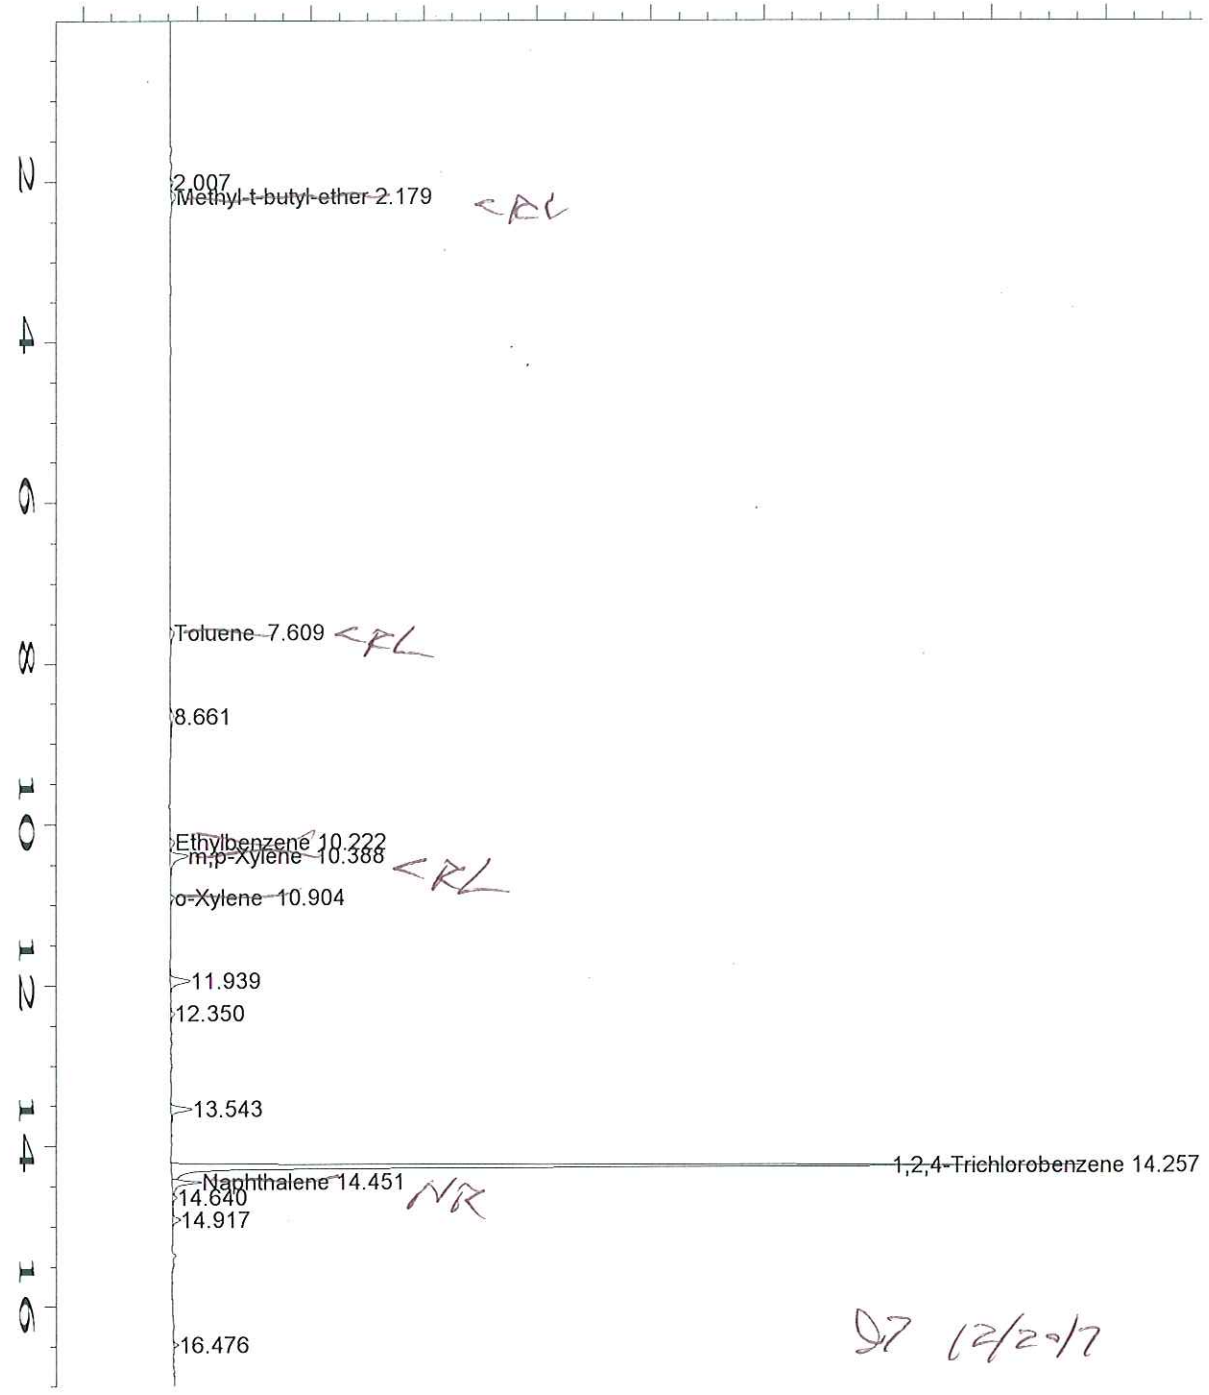 2
2.007
Methyl-t-butyl-ether 2.179 <RL
4
6
Toluene 7.609 <RL
8
8.661
10
Ethylbenzene 10.222
m,p-Xylene 10.388 <RL
o-Xylene 10.904
11.939
12
12.350
13.543
14
1,2,4-Trichlorobenzene 14.257
Naphthalene 14.451 NR
14.640
14.917
16
16.476
12/20/7